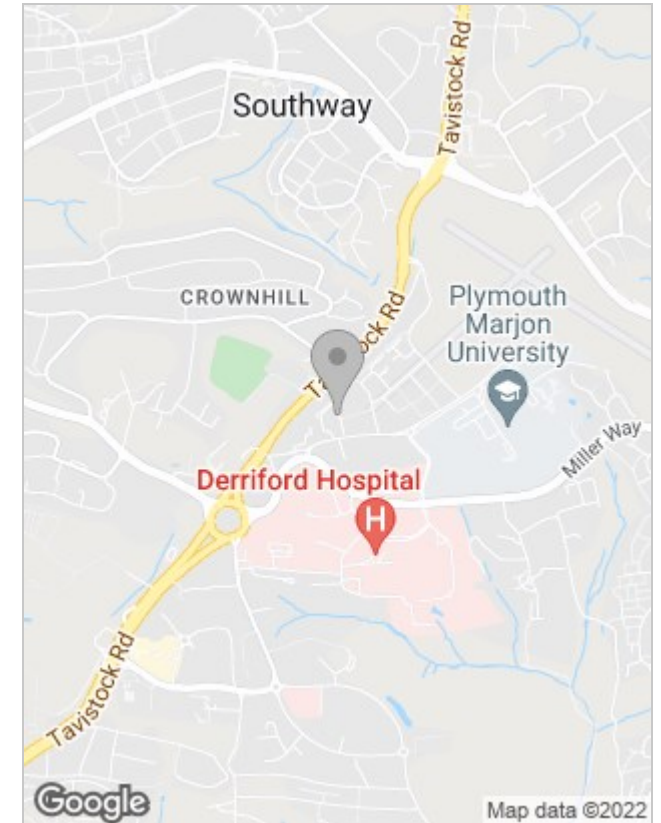 Tavistock Rd
Southway
CROWNHILL
Plymouth
Marjon
University
Tavistock Rd
Miller Way
Derriford Hospital
H
Tavistock Rd
Google
Map data ©2022